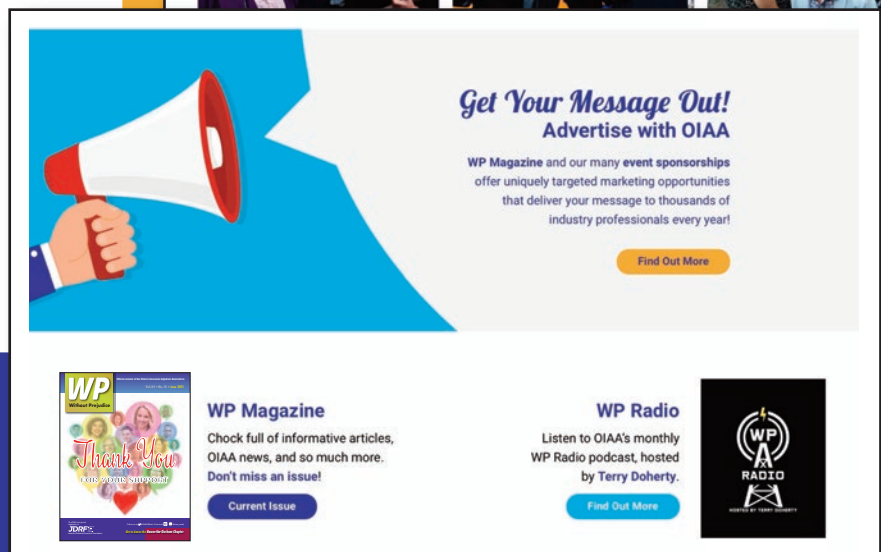 Get Your Message Out!
Advertise with OIAA
WP Magazine and our many event sponsorships
offer uniquely targeted marketing opportunities
that deliver your message to thousands of
industry professionals every year!
Find Out More
WP
Without Prejudice
Thank You
FOR YOUR SUPPORT
JDRF
WP Magazine
Chock full of informative articles,
OIAA news, and so much more.
Don't miss an issue!
Current Issue
WP Radio
Listen to OIAA's monthly
WP Radio podcast, hosted
by Terry Doherty.
Find Out More
WP
RADIO
HOSTED BY TERRY DOHERTY